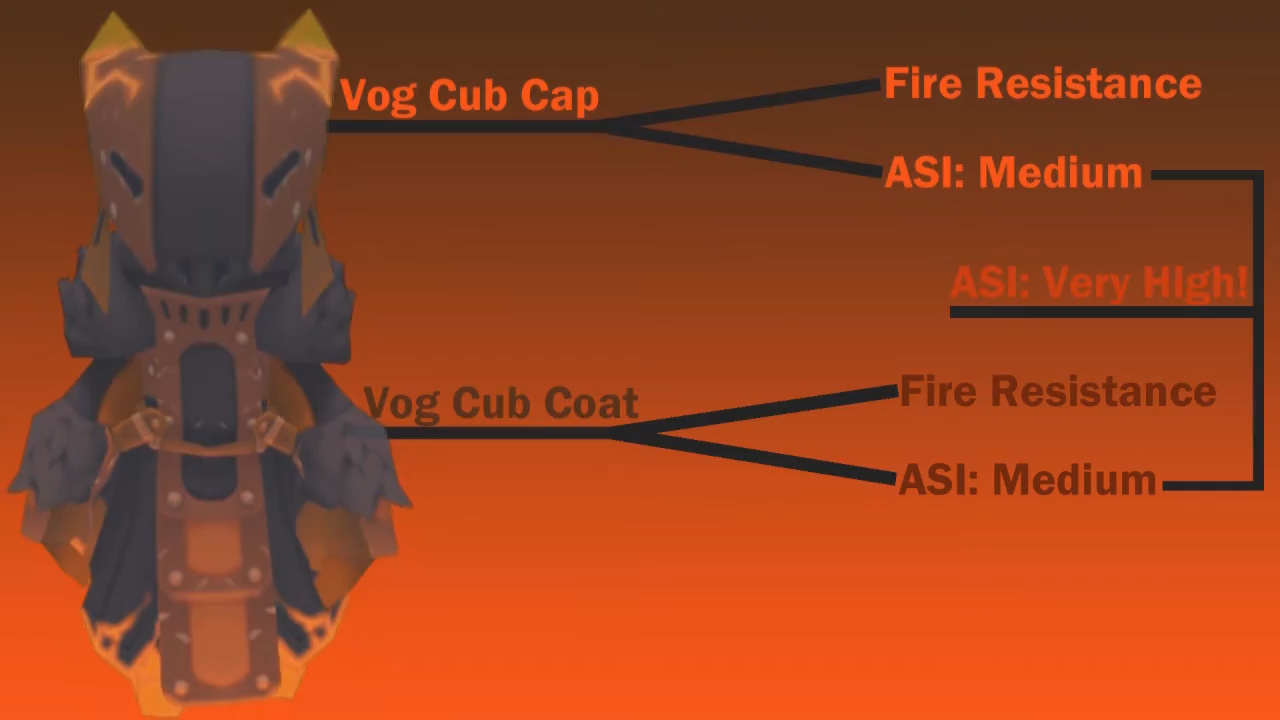 Vog Cub Cap
Fire Resistance
ASI: Medium
ASI: Very HIgh!
Vog Cub Coat
Fire Resistance
ASI: Medium